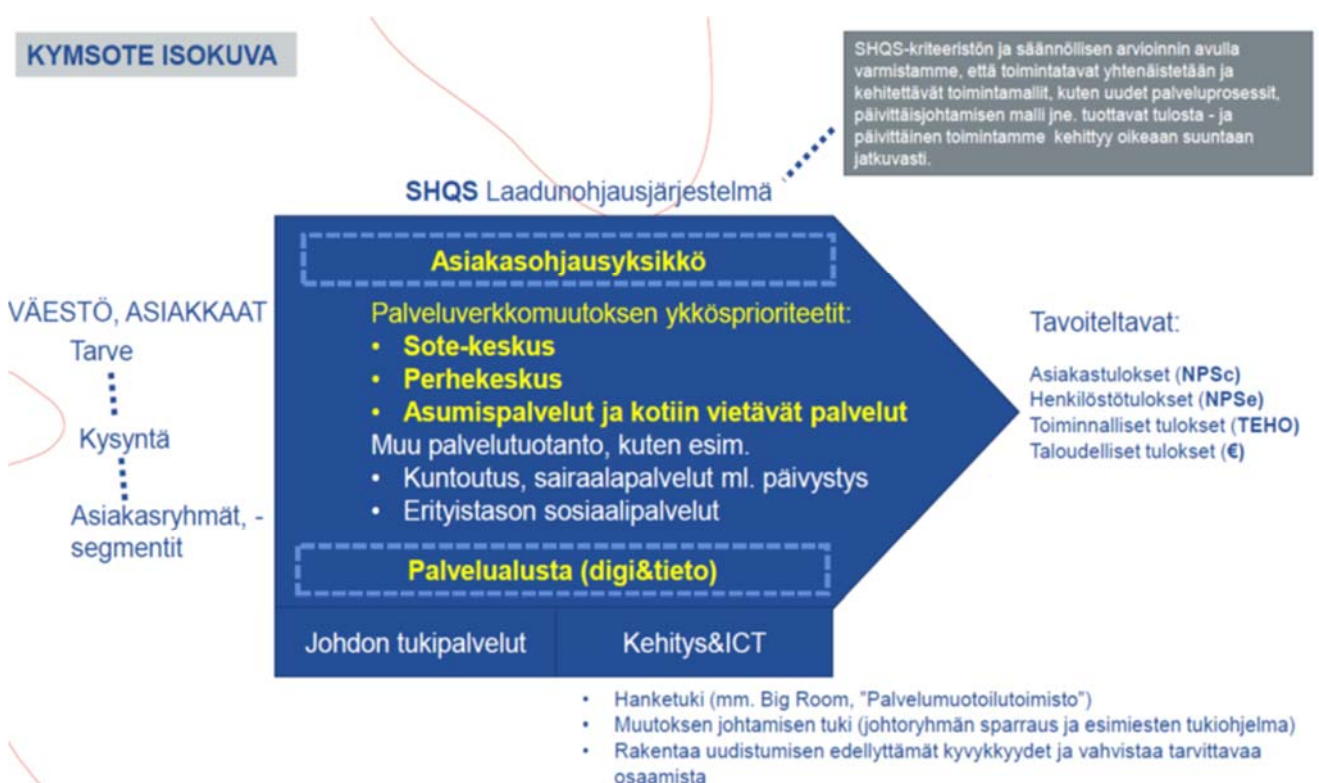 KYMSOTE ISOKUVA
SHQS-kriteeristön ja säännöllisen arvioinnin avulla
varmistamme, että toimintatavat yhtenäistetään ja
kehitettävät toimintamallit, kuten uudet palveluprosessit,
päivittäisjohtamisen malli jne. tuottavat tulosta - ja
päivittäinen toimintamme kehittyy oikeaan suuntaan
jatkuvasti.
SHQS Laadunohjausjärjestelmä
VÄESTÖ, ASIAKKAAT
Tarve
Kysyntä
Asiakasryhmät, -
segmentit
Asiakasohjausyksikkö
Palveluverkkomuutoksen ykkösprioriteetit:
• Sote-keskus
• Perhekeskus
• Asumispalvelut ja kotiin vietävät palvelut
Muu palvelutuotanto, kuten esim.
• Kuntoutus, sairaalapalvelut ml. päivystys
• Erityistason sosiaalipalvelut
Palvelualusta (digi&tieto)
Johdon tukipalvelut
Kehitys&ICT
Tavoiteltavat:
Asiakastulokset (NPSc)
Henkilöstötulokset (NPSe)
Toiminnalliset tulokset (TEHO)
Taloudelliset tulokset (€)
• Hanketuki (mm. Big Room, "Palvelumuotoilutoimisto")
• Muutoksen johtamisen tuki (johtoryhmän sparraus ja esimiesten tukiohjelma)
• Rakentaa uudistumisen edellyttämät kyvykkyydet ja vahvistaa tarvittavaa
osaamista